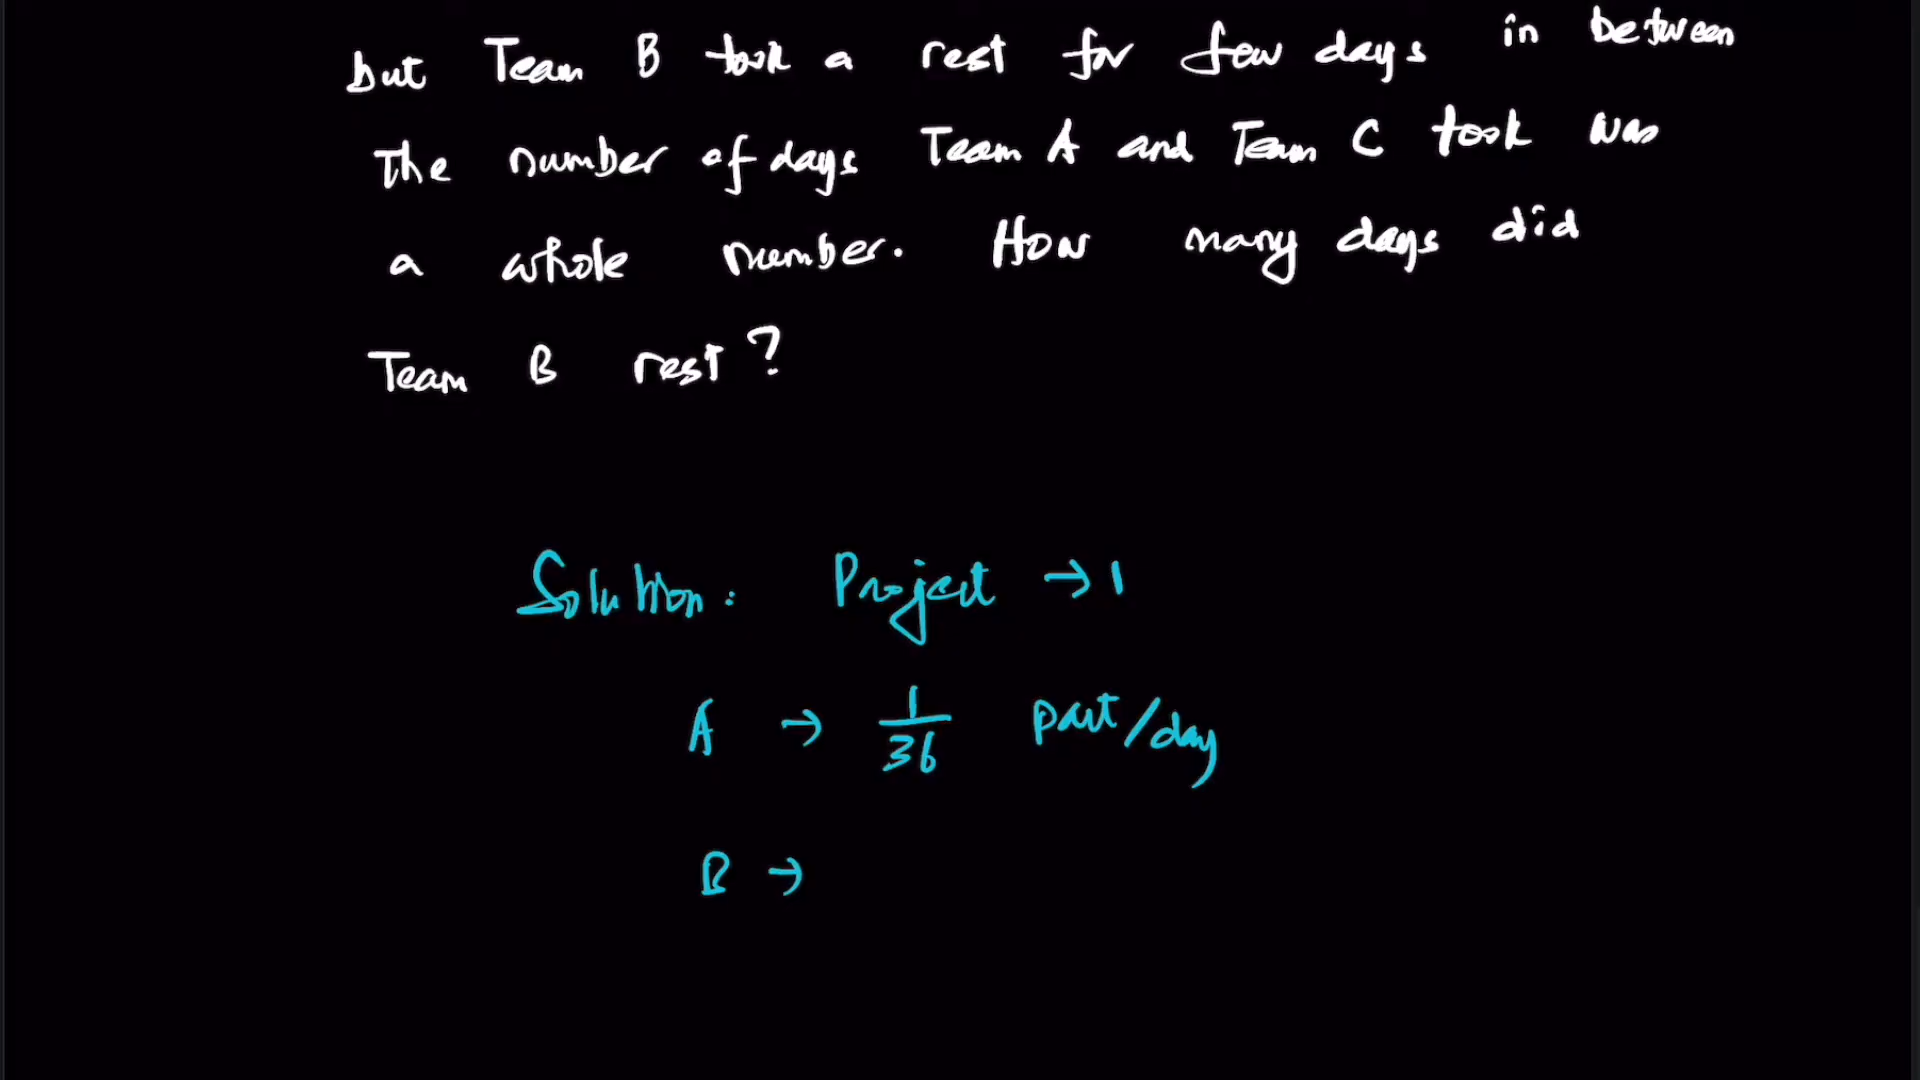 but Team B took a rest for few days in between
The number of days Team A and Team C took was
a whole number. How many days did
Team B rest?
Solution: Project → 1
A → 1/36 part/day
B →